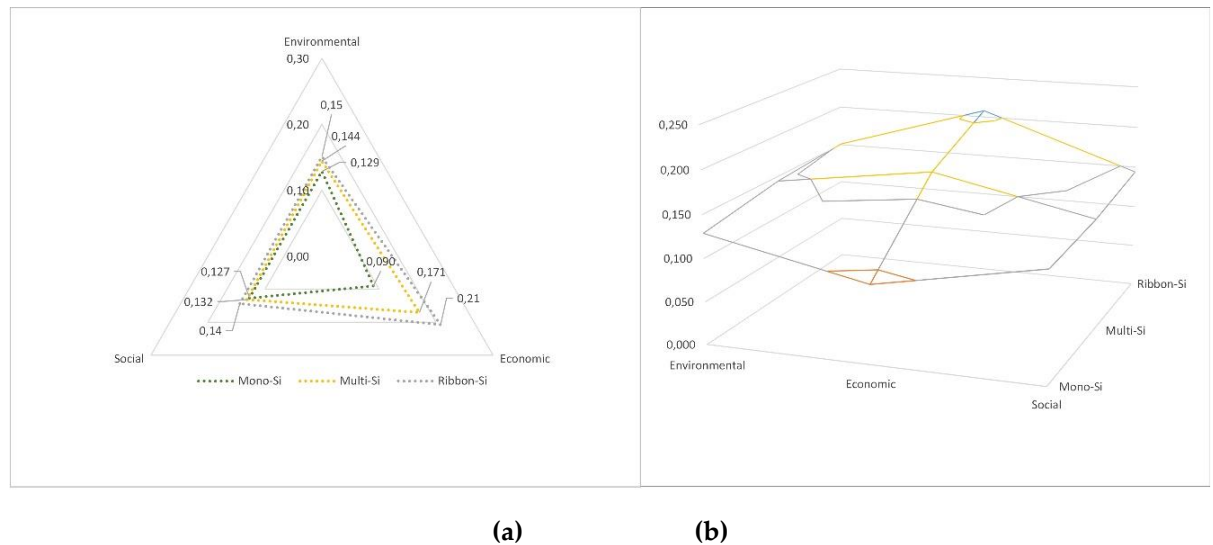 Environmental
0,30
0,15
0,20
0,144
0,129
0,10
0,00
0,090
0,127
0,171
0,21
0,132
0,14
Social
Economic
Mono-Si Multi-Si Ribbon-Si
0,250
0,200
0,150
0,100
0,050
0,000
Ribbon-Si
Multi-Si
Mono-Si
Environmental
Economic
Social
(a) (b)